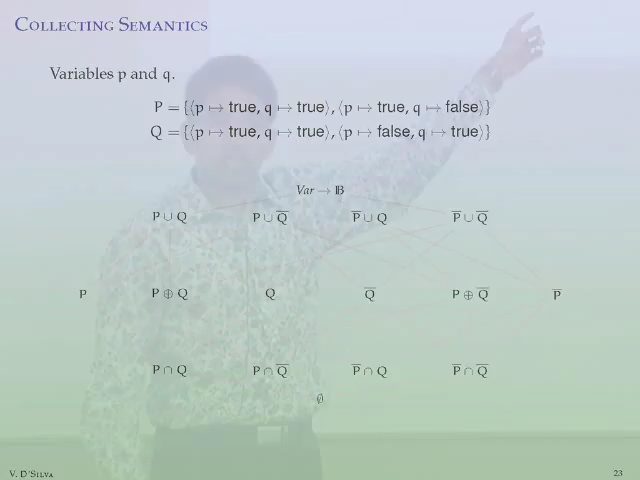 COLLECTING SEMANTICS
Variables p and q.
P = {⟨p ↦ true, q ↦ true⟩, ⟨p ↦ true, q ↦ false⟩}
Q = {⟨p ↦ true, q ↦ true⟩, ⟨p ↦ false, q ↦ true⟩}
Var → 𝔹
P ∪ Q P ∪ Q̅ P̅ ∪ Q P̅ ∪ Q̅
P P ⊕ Q Q Q̅ P ⊕ Q̅ P̅
P ∩ Q P ∩ Q̅ P̅ ∩ Q P̅ ∩ Q̅
∅
V. D'SILVA 23